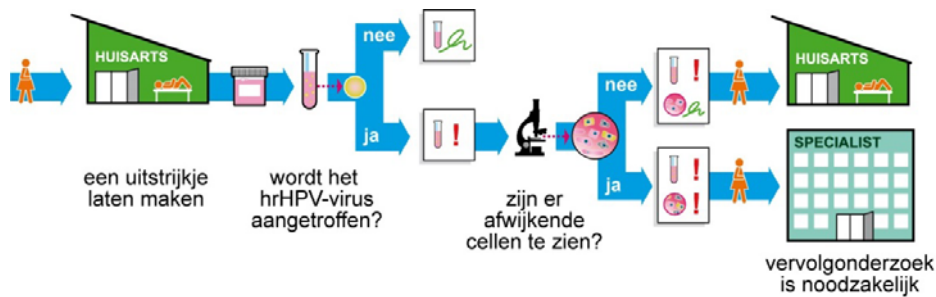 HUISARTS
een uitstrijkje
laten maken
wordt het
hrHPV-virus
aangetroffen?
nee
ja
zijn er
afwijkende
cellen te zien?
nee
ja
HUISARTS
SPECIALIST
vervolgonderzoek
is noodzakelijk